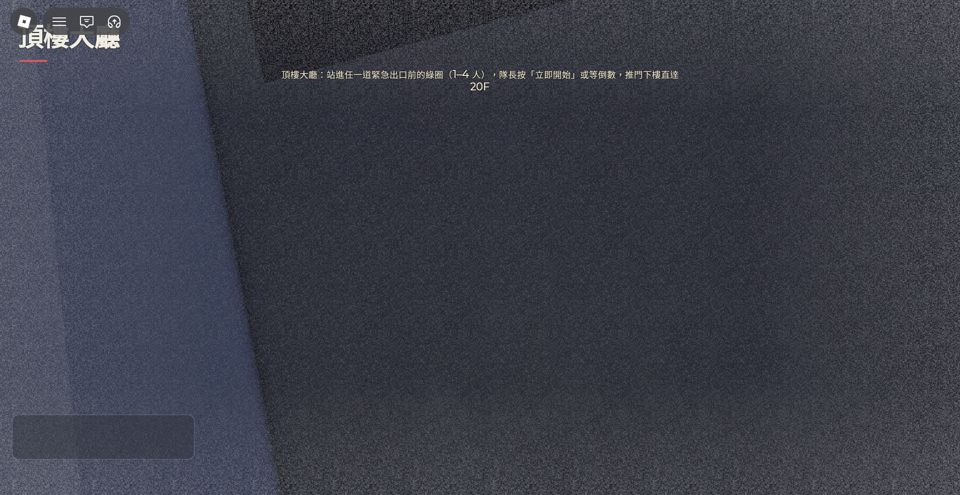 頂樓大廳
頂樓大廳：站進任一道緊急出口前的綠圈（1–4 人），隊長按「立即開始」或等倒數，推門下樓直達
20F